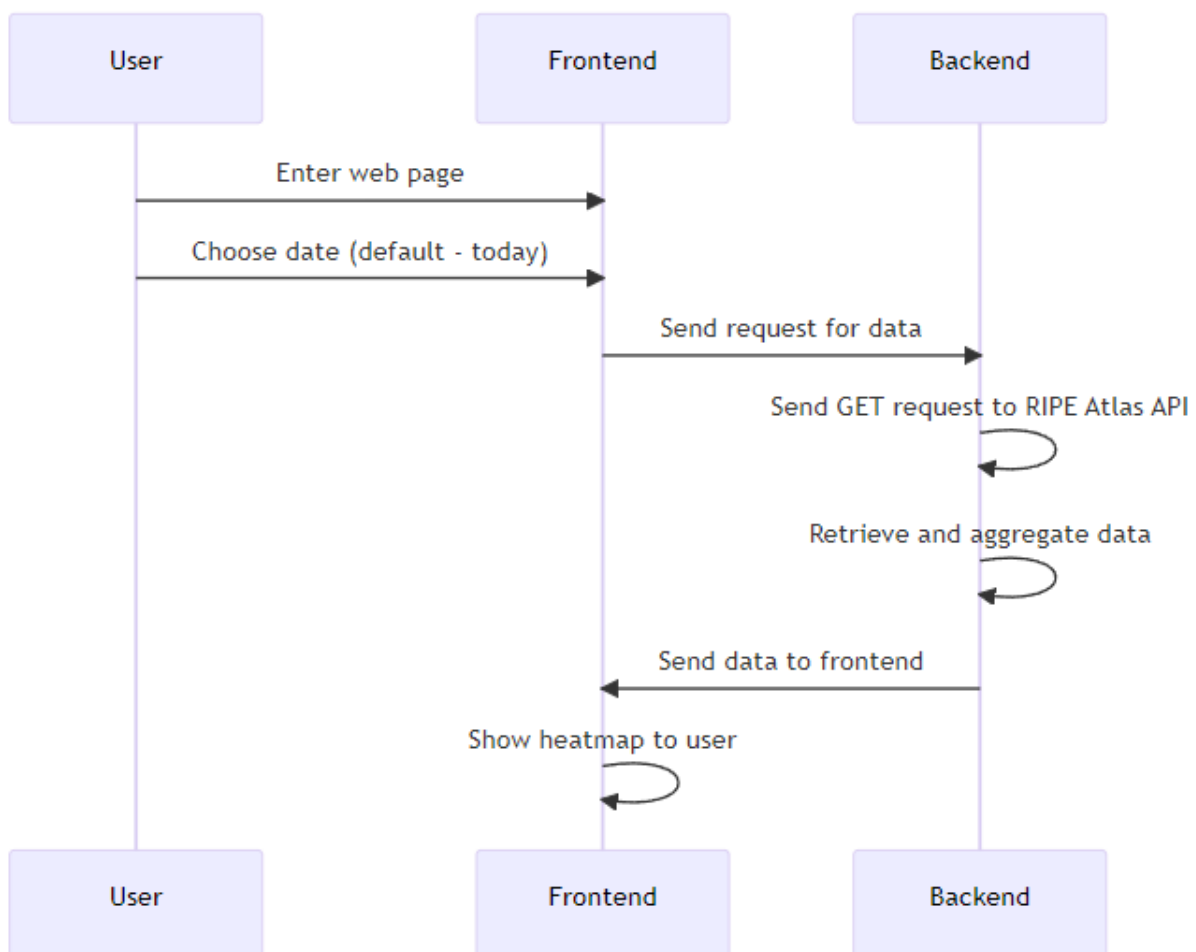 User
Frontend
Backend
Enter web page
Choose date (default - today)
Send request for data
Send GET request to RIPE Atlas API
Retrieve and aggregate data
Send data to frontend
Show heatmap to user
User
Frontend
Backend